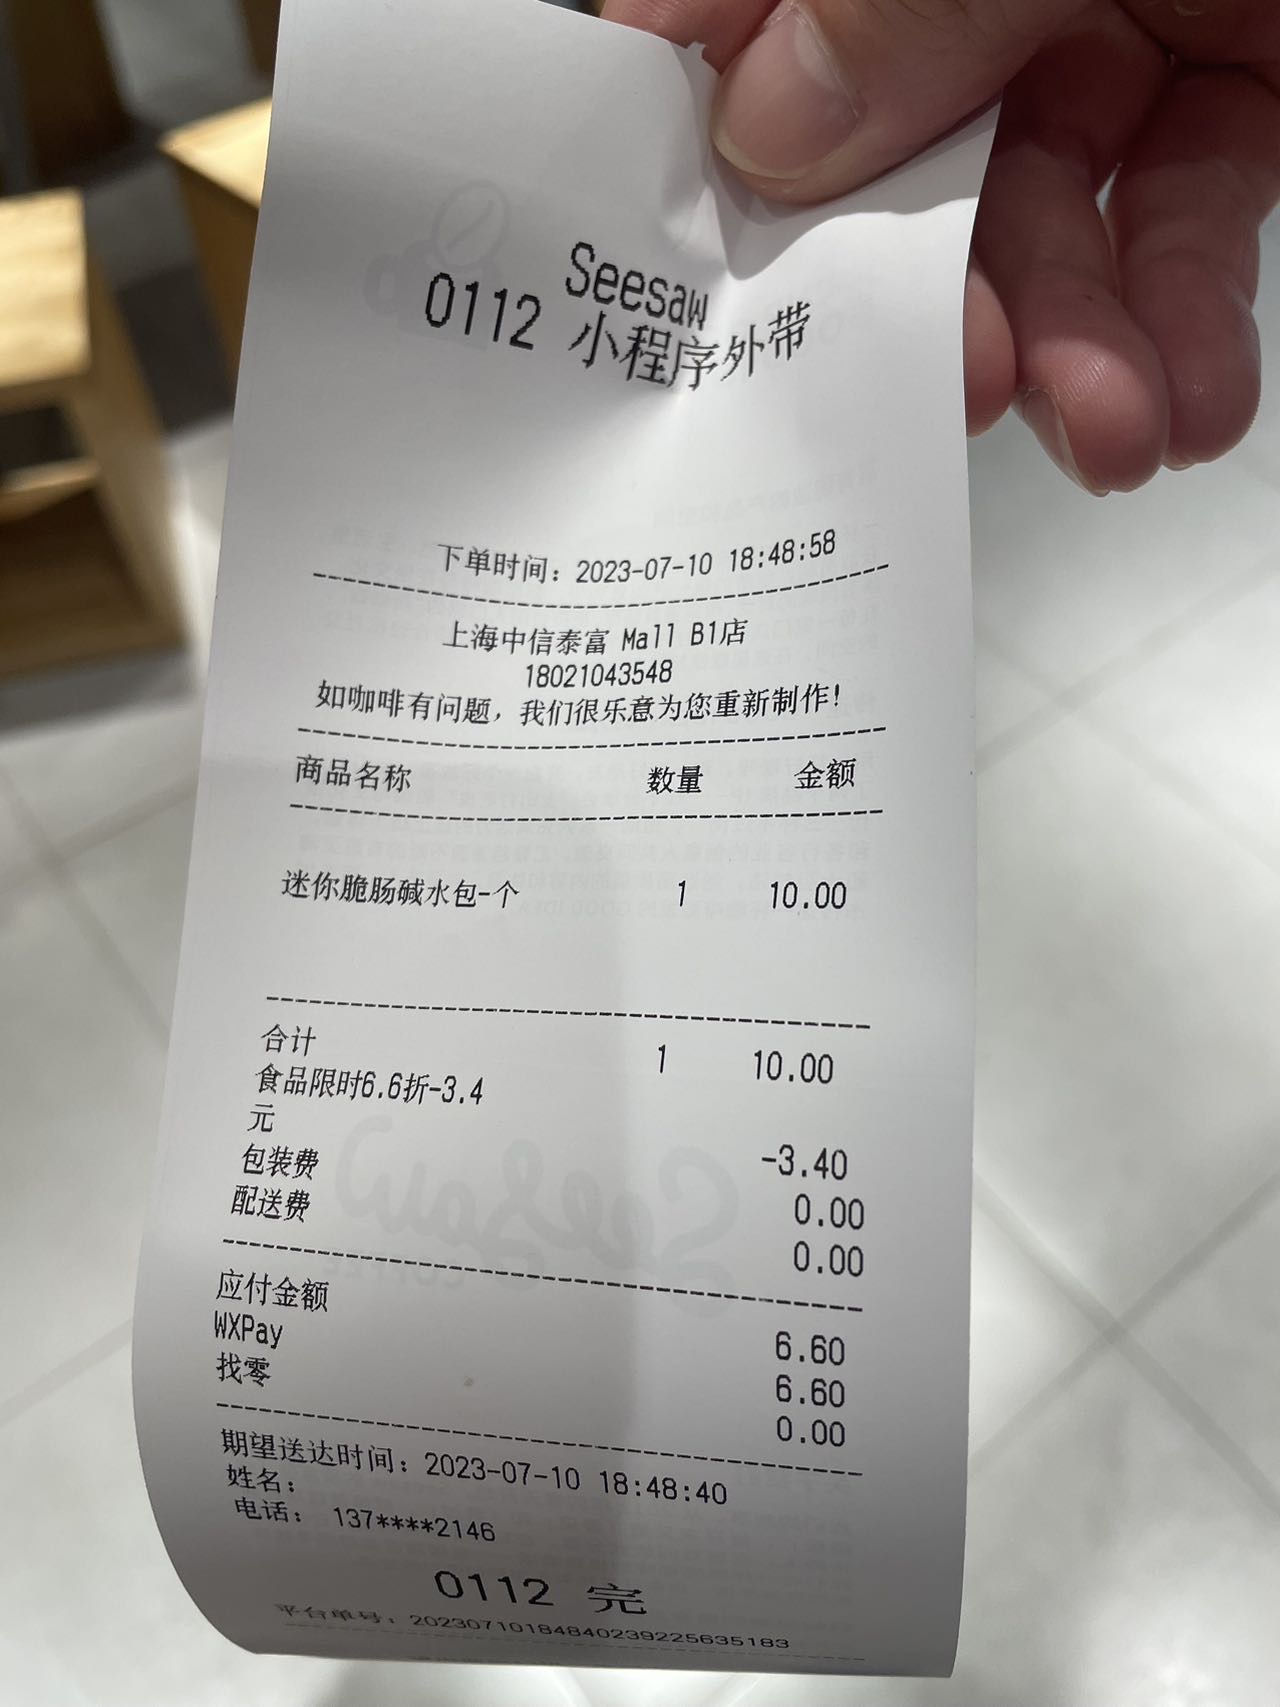 Seesaw
0112 小程序外带
下单时间：2023-07-10 18:48:58
上海中信泰富 Mall B1店
18021043548
如咖啡有问题，我们很乐意为您重新制作！
商品名称 数量 金额
迷你脆肠碱水包-个 1 10.00
合计 1 10.00
食品限时6.6折-3.4
元 -3.40
包装费 0.00
配送费 0.00
应付金额 6.60
WXPay 6.60
找零 0.00
期望送达时间：2023-07-10 18:48:40
姓名：
电话： 137****2146
0112 完
平台单号：20230710184840239225635183